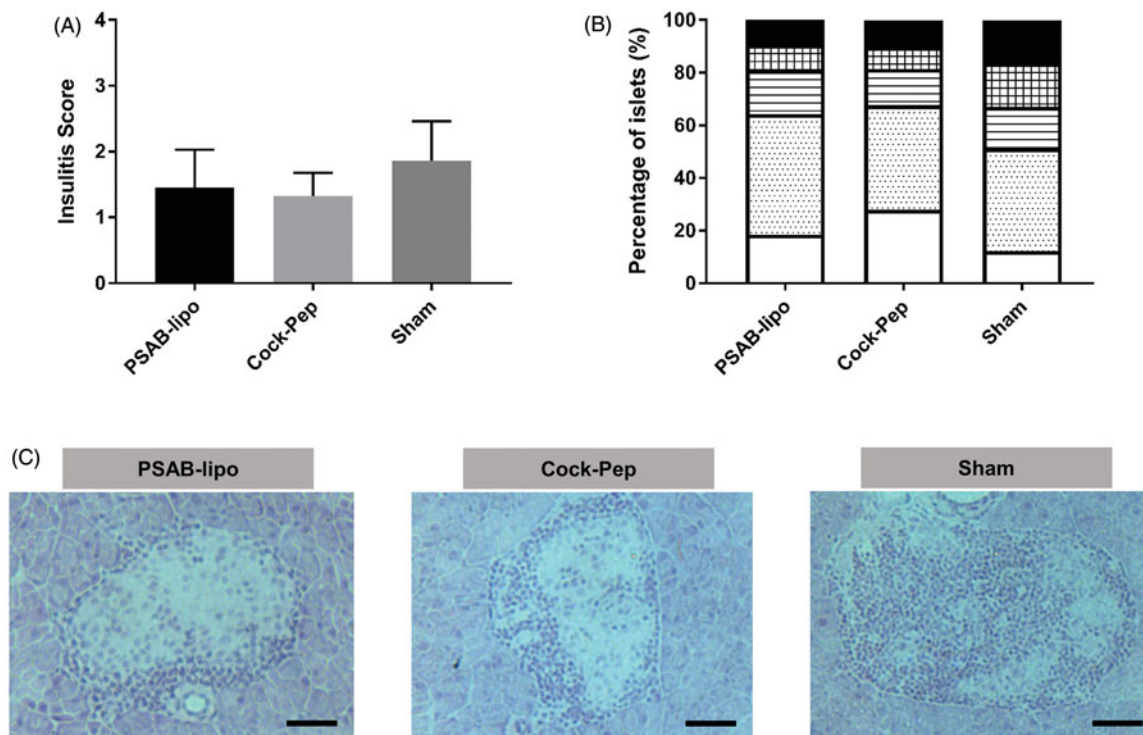 (A)
Insulitis Score
4
3
2
1
0
PSAB-lipo
Cock-Pep
Sham
(B)
Percentage of islets (%)
100
80
60
40
20
0
PSAB-lipo
Cock-Pep
Sham
(C)
PSAB-lipo
Cock-Pep
Sham